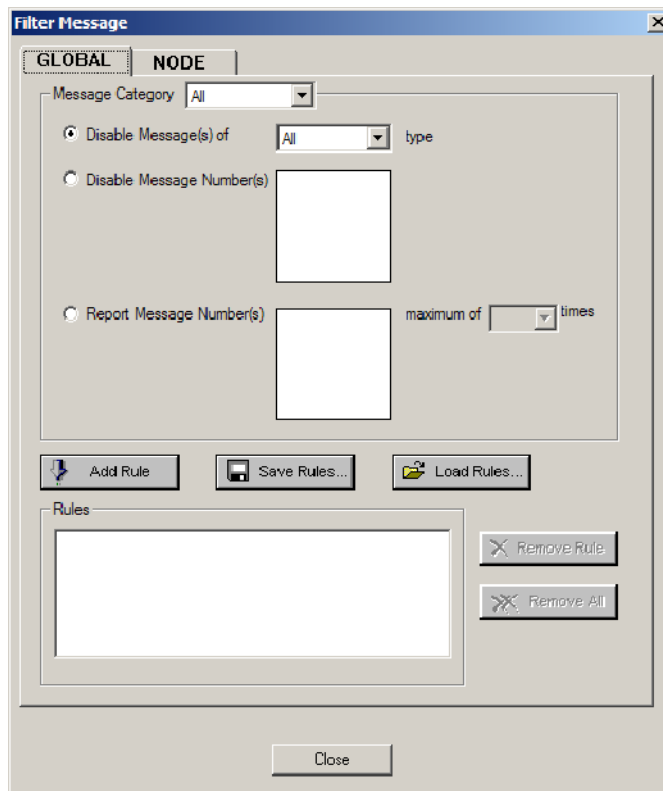 Filter Message
GLOBAL NODE
Message Category All
Disable Message(s) of All type
Disable Message Number(s)
Report Message Number(s) maximum of times
Add Rule Save Rules... Load Rules...
Rules
Remove Rule
Remove All
Close